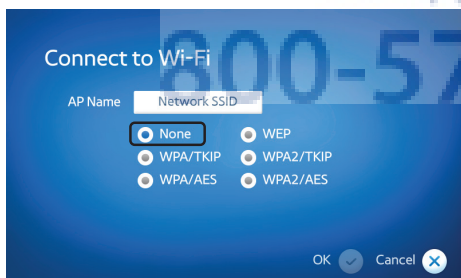 800-57
Connect to Wi-Fi
AP Name Network SSID
None WEP
WPA/TKIP WPA2/TKIP
WPA/AES WPA2/AES
OK Cancel